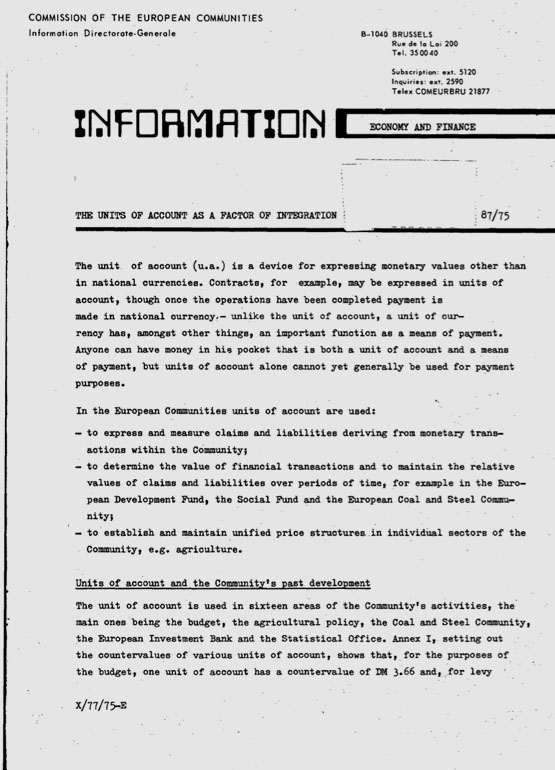 COMMISSION OF THE EUROPEAN COMMUNITIES
Information Directorate-Generale
B-1040 BRUSSELS
Rue de la Loi 200
Tel. 350040
Subscription: ext. 5120
Inquiries: ext. 2590
Telex COMEURBRU 21877
INFORMATION
ECONOMY AND FINANCE
THE UNITS OF ACCOUNT AS A FACTOR OF INTEGRATION
87/75
The unit of account (u.a.) is a device for expressing monetary values other than
in national currencies. Contracts, for example, may be expressed in units of
account, though once the operations have been completed payment is
made in national currency.- unlike the unit of account, a unit of cur-
rency has, amongst other things, an important function as a means of payment.
Anyone can have money in his pocket that is both a unit of account and a means
of payment, but units of account alone cannot yet generally be used for payment
purposes.
In the European Communities units of account are used:
- to express and measure claims and liabilities deriving from monetary trans-
actions within the Community;
- to determine the value of financial transactions and to maintain the relative
values of claims and liabilities over periods of time, for example in the Euro-
pean Development Fund, the Social Fund and the European Coal and Steel Commu-
nity;
- to establish and maintain unified price structures in individual sectors of the
Community, e.g. agriculture.
Units of account and the Community's past development
The unit of account is used in sixteen areas of the Community's activities, the
main ones being the budget, the agricultural policy, the Coal and Steel Community,
the European Investment Bank and the Statistical Office. Annex I, setting out
the countervalues of various units of account, shows that, for the purposes of
the budget, one unit of account has a countervalue of DM 3.66 and, for levy
X/77/75-E